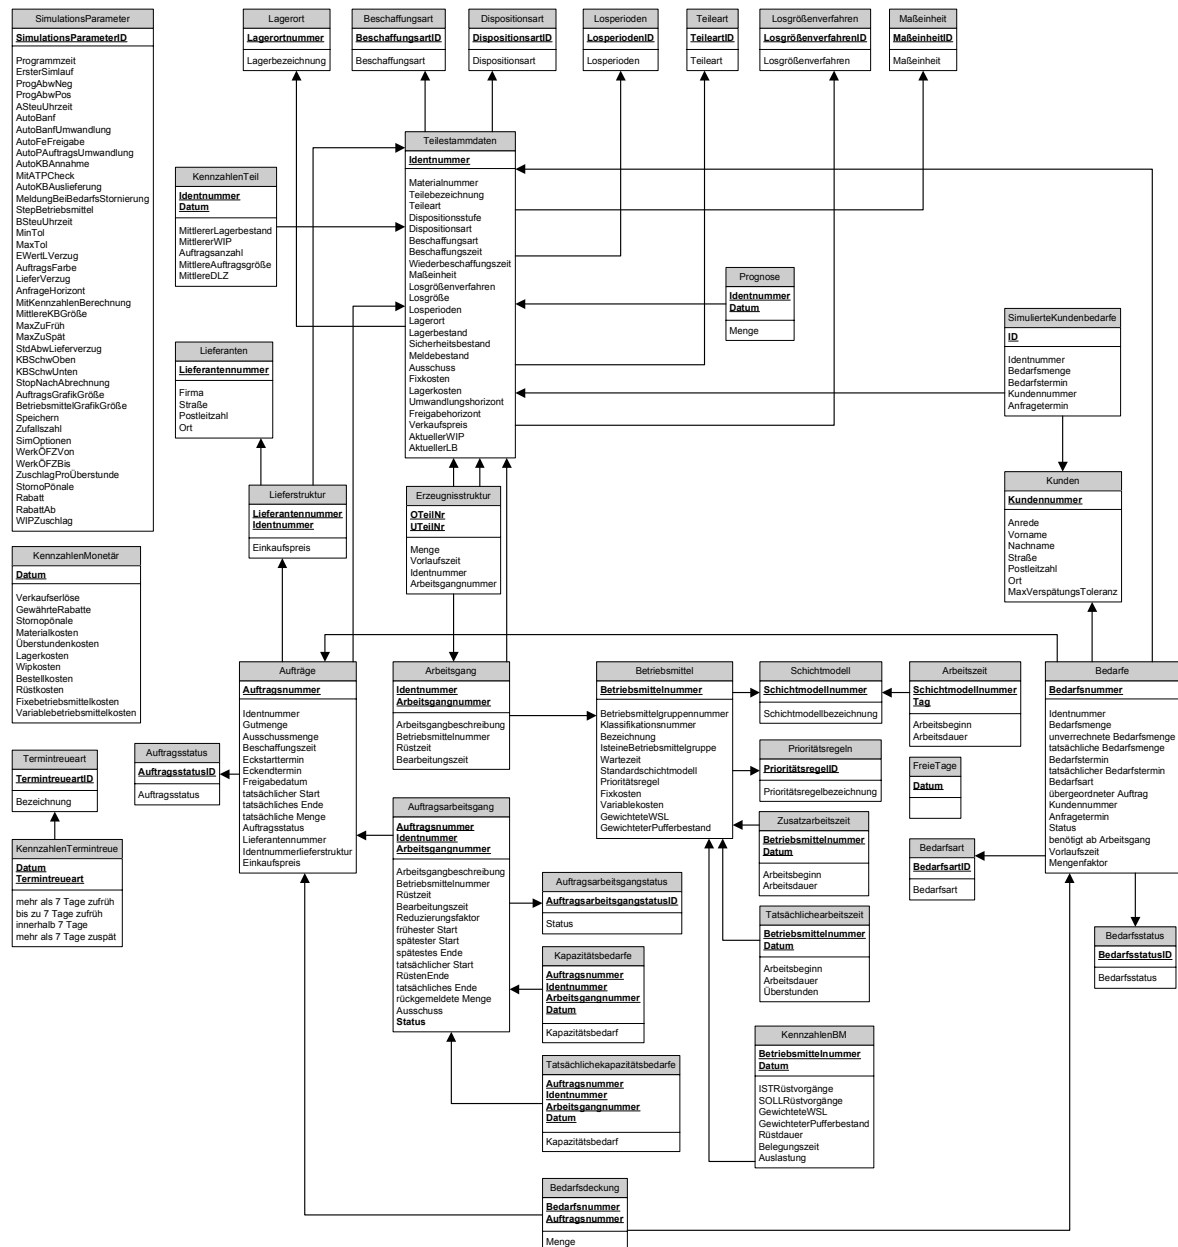 SimulationsParameter
SimulationsParameterID
Programmzeit
ErsterSimlauf
ProgAbwNeg
ProgAbwPos
ASteuUhrzeit
AutoBanf
AutoBanfUmwandlung
AutoFeFreigabe
AutoPAuftragsUmwandlung
AutoKBAnnahme
MitATPCheck
AutoKBAuslieferung
MeldungBeiBedarfsStornierung
StepBetriebsmittel
BSteuUhrzeit
MinTol
MaxTol
EWertLVerzug
AuftragsFarbe
LieferVerzug
AnfrageHorizont
MitKennzahlenBerechnung
MittlereKBGröße
MaxZuFrüh
MaxZuSpät
StdAbwLieferverzug
KBSchwOben
KBSchwUnten
StopNachAbrechnung
AuftragsGrafikGröße
BetriebsmittelGrafikGröße
Speichern
Zufallszahl
SimOptionen
WerkÖFZVon
WerkÖFZBis
ZuschlagProÜberstunde
StornoPönale
Rabatt
RabattAb
WIPZuschlag
Lagerort
Lagerortnummer
Lagerbezeichnung
Beschaffungsart
BeschaffungsartID
Beschaffungsart
Dispositionsart
DispositionsartID
Dispositionsart
Losperioden
LosperiodenID
Losperioden
Teileart
TeileartID
Teileart
Losgrößenverfahren
LosgrößenverfahrenID
Losgrößenverfahren
Maßeinheit
MaßeinheitID
Maßeinheit
Teilestammdaten
Identnummer
Materialnummer
Teilebezeichnung
Teileart
Dispositionsstufe
Dispositionsart
Beschaffungsart
Beschaffungszeit
Wiederbeschaffungszeit
Maßeinheit
Losgrößenverfahren
Losgröße
Losperioden
Lagerort
Lagerbestand
Sicherheitsbestand
Meldebestand
Ausschuss
Fixkosten
Lagerkosten
Umwandlungshorizont
Freigabehorizont
Verkaufspreis
AktuellerWIP
AktuellerLB
KennzahlenTeil
Identnummer
Datum
MittlererLagerbestand
MittlererWIP
Auftragsanzahl
MittlereAuftragsgröße
MittlereDLZ
Prognose
Identnummer
Datum
Menge
SimulierteKundenbedarfe
ID
Identnummer
Bedarfsmenge
Bedarfstermin
Kundennummer
Anfragetermin
Lieferanten
Lieferantennummer
Firma
Straße
Postleitzahl
Ort
Lieferstruktur
Lieferantennummer
Identnummer
Einkaufspreis
Erzeugnisstruktur
OTeilNr
UTeilNr
Menge
Vorlaufszeit
Identnummer
Arbeitsgangnummer
Kunden
Kundennummer
Anrede
Vorname
Nachname
Straße
Postleitzahl
Ort
MaxVerspätungsToleranz
KennzahlenMonetär
Datum
Verkaufserlöse
GewährteRabatte
Stornopönale
Materialkosten
Überstundenkosten
Lagerkosten
Wipkosten
Bestellkosten
Rüstkosten
Fixebetriebsmittelkosten
Variablebetriebsmittelkosten
Aufträge
Auftragsnummer
Identnummer
Gutmenge
Ausschussmenge
Beschaffungszeit
Eckstarttermin
Eckendtermin
Freigabedatum
tatsächlicher Start
tatsächliches Ende
tatsächliche Menge
Auftragsstatus
Lieferantennummer
Identnummerlieferstruktur
Einkaufspreis
Arbeitsgang
Identnummer
Arbeitsgangnummer
Arbeitsgangbeschreibung
Betriebsmittelnummer
Rüstzeit
Bearbeitungszeit
Betriebsmittel
Betriebsmittelnummer
Betriebsmittelgruppennummer
Klassifikationsnummer
Bezeichnung
IsteineBetriebsmittelgruppe
Wartezeit
Standardschichtmodell
Prioritätsregel
Fixkosten
Variablekosten
GewichteteWSL
GewichteterPufferbestand
Schichtmodell
Schichtmodellnummer
Schichtmodellbezeichnung
Arbeitszeit
Schichtmodellnummer
Tag
Arbeitsbeginn
Arbeitsdauer
Bedarfe
Bedarfsnummer
Identnummer
Bedarfsmenge
unverrechnete Bedarfsmenge
tatsächliche Bedarfsmenge
Bedarfstermin
tatsächlicher Bedarfstermin
Bedarfsart
übergeordneter Auftrag
Kundennummer
Anfragetermin
Status
benötigt ab Arbeitsgang
Vorlaufszeit
Mengenfaktor
Termintreueart
TermintreueartID
Bezeichnung
Auftragsstatus
AuftragsstatusID
Auftragsstatus
Prioritätsregeln
PrioritätsregelID
Prioritätsregelbezeichnung
FreieTage
Datum
KennzahlenTermintreue
Datum
Termintreueart
mehr als 7 Tage zufrüh
bis zu 7 Tage zufrüh
innerhalb 7 Tage
mehr als 7 Tage zuspät
Auftragsarbeitsgang
Auftragsnummer
Identnummer
Arbeitsgangnummer
Arbeitsgangbeschreibung
Betriebsmittelnummer
Rüstzeit
Bearbeitungszeit
Reduzierungsfaktor
frühester Start
spätester Start
spätestes Ende
tatsächlicher Start
RüstenEnde
tatsächliches Ende
rückgemeldete Menge
Ausschuss
Status
Zusatzarbeitszeit
Betriebsmittelnummer
Datum
Arbeitsbeginn
Arbeitsdauer
Bedarfsart
BedarfsartID
Bedarfsart
Auftragsarbeitsgangstatus
AuftragsarbeitsgangstatusID
Status
Tatsächlichearbeitszeit
Betriebsmittelnummer
Datum
Arbeitsbeginn
Arbeitsdauer
Überstunden
Bedarfsstatus
BedarfsstatusID
Bedarfsstatus
Kapazitätsbedarfe
Auftragsnummer
Identnummer
Arbeitsgangnummer
Datum
Kapazitätsbedarf
Tatsächlichekapazitätsbedarfe
Auftragsnummer
Identnummer
Arbeitsgangnummer
Datum
Kapazitätsbedarf
KennzahlenBM
Betriebsmittelnummer
Datum
ISTRüstvorgänge
SOLLRüstvorgänge
GewichteteWSL
GewichteterPufferbestand
Rüstdauer
Belegungszeit
Auslastung
Bedarfsdeckung
Bedarfsnummer
Auftragsnummer
Menge